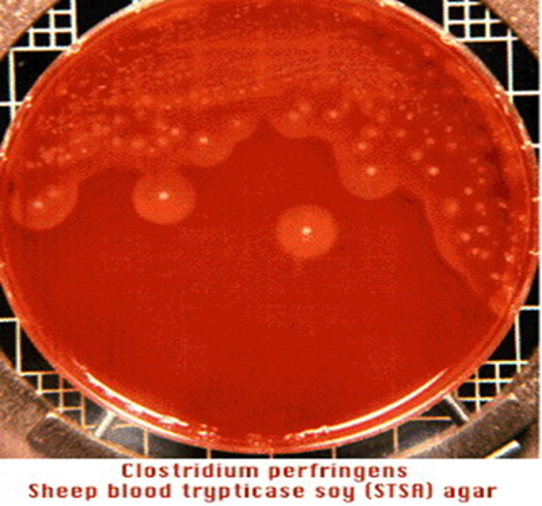 Clostridium perfringens
Sheep blood trypticase soy (STSA) agar